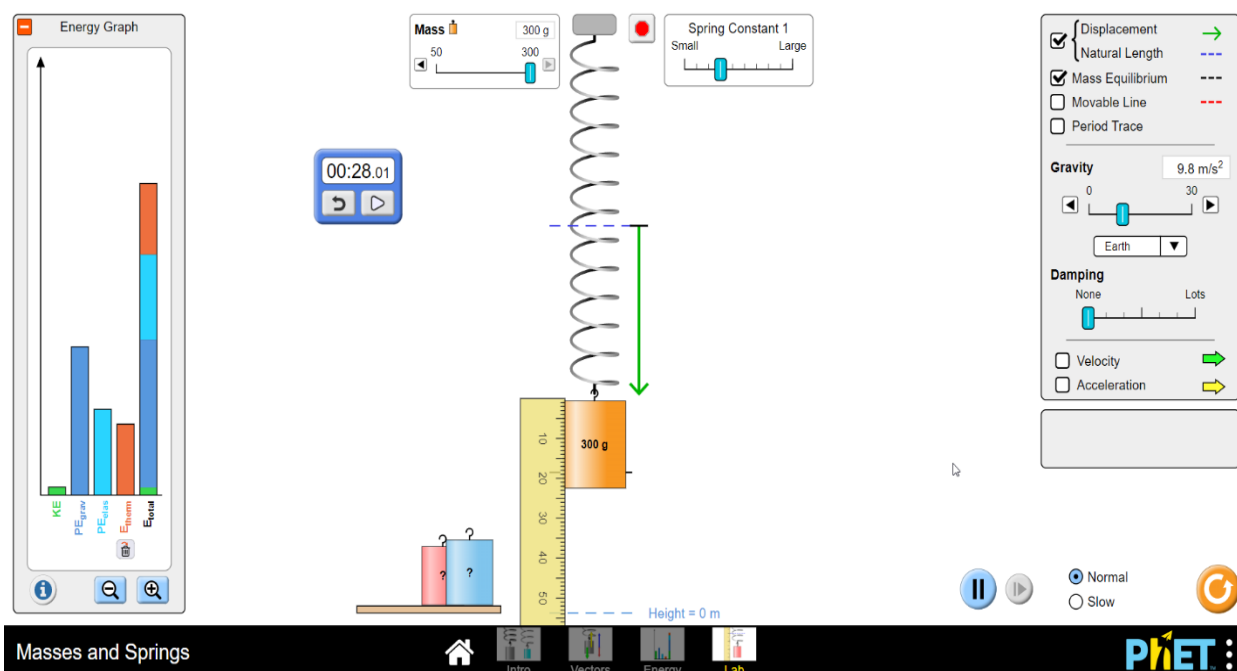 Energy Graph
KE
PEgrav
PEelas
Etherm
Etotal
Mass
300 g
50
300
Spring Constant 1
Small
Large
00:28.01
10
20
30
40
50
300 g
?
?
Height = 0 m
Displacement
Natural Length
Mass Equilibrium
Movable Line
Period Trace
Gravity
9.8 m/s²
0
30
Earth
Damping
None
Lots
Velocity
Acceleration
Normal
Slow
Masses and Springs
Intro
Vectors
Energy
Lab
PhET